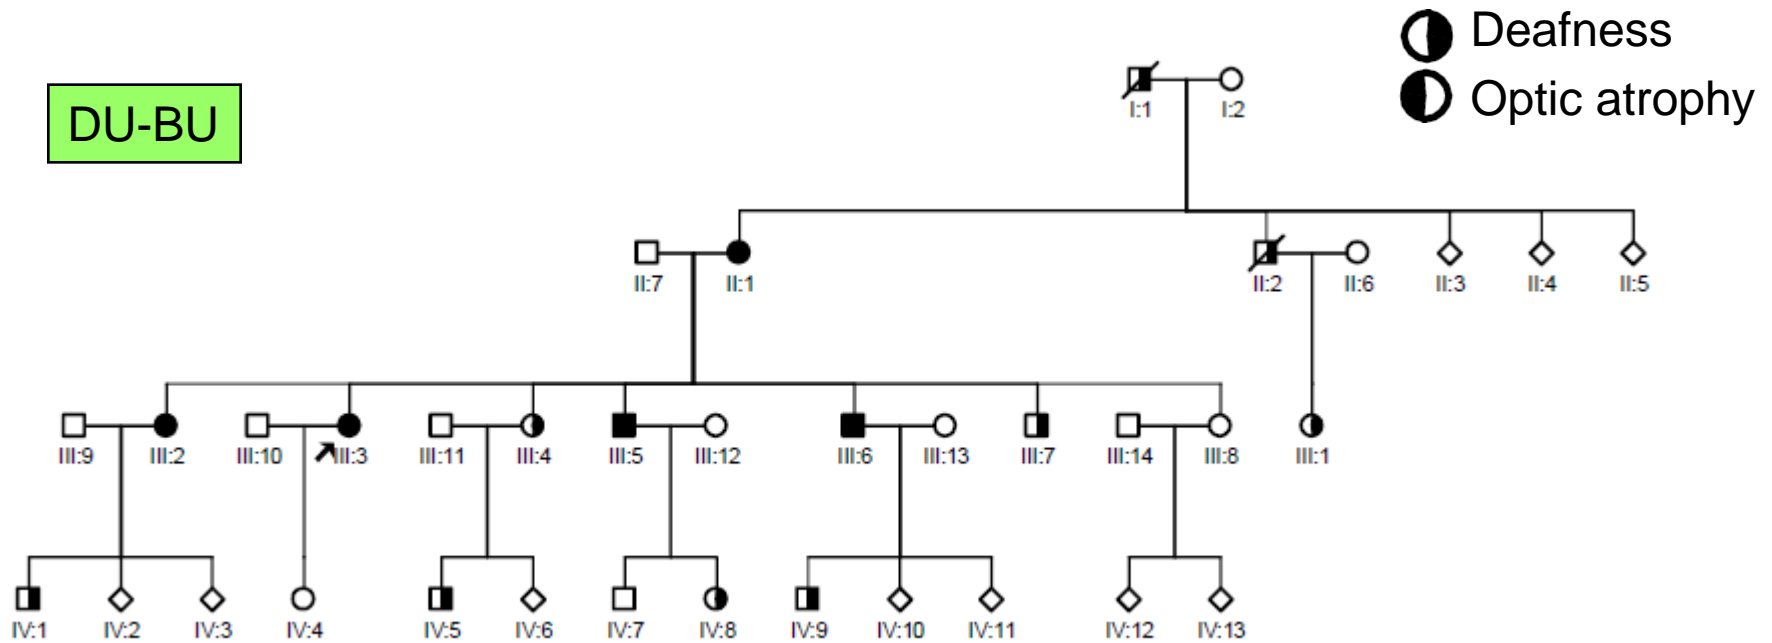 Deafness
Optic atrophy
DU-BU
I:1 I:2
II:7 II:1 II:2 II:6 II:3 II:4 II:5
III:9 III:2 III:10 III:3 III:11 III:4 III:5 III:12 III:6 III:13 III:7 III:14 III:8 III:1
IV:1 IV:2 IV:3 IV:4 IV:5 IV:6 IV:7 IV:8 IV:9 IV:10 IV:11 IV:12 IV:13